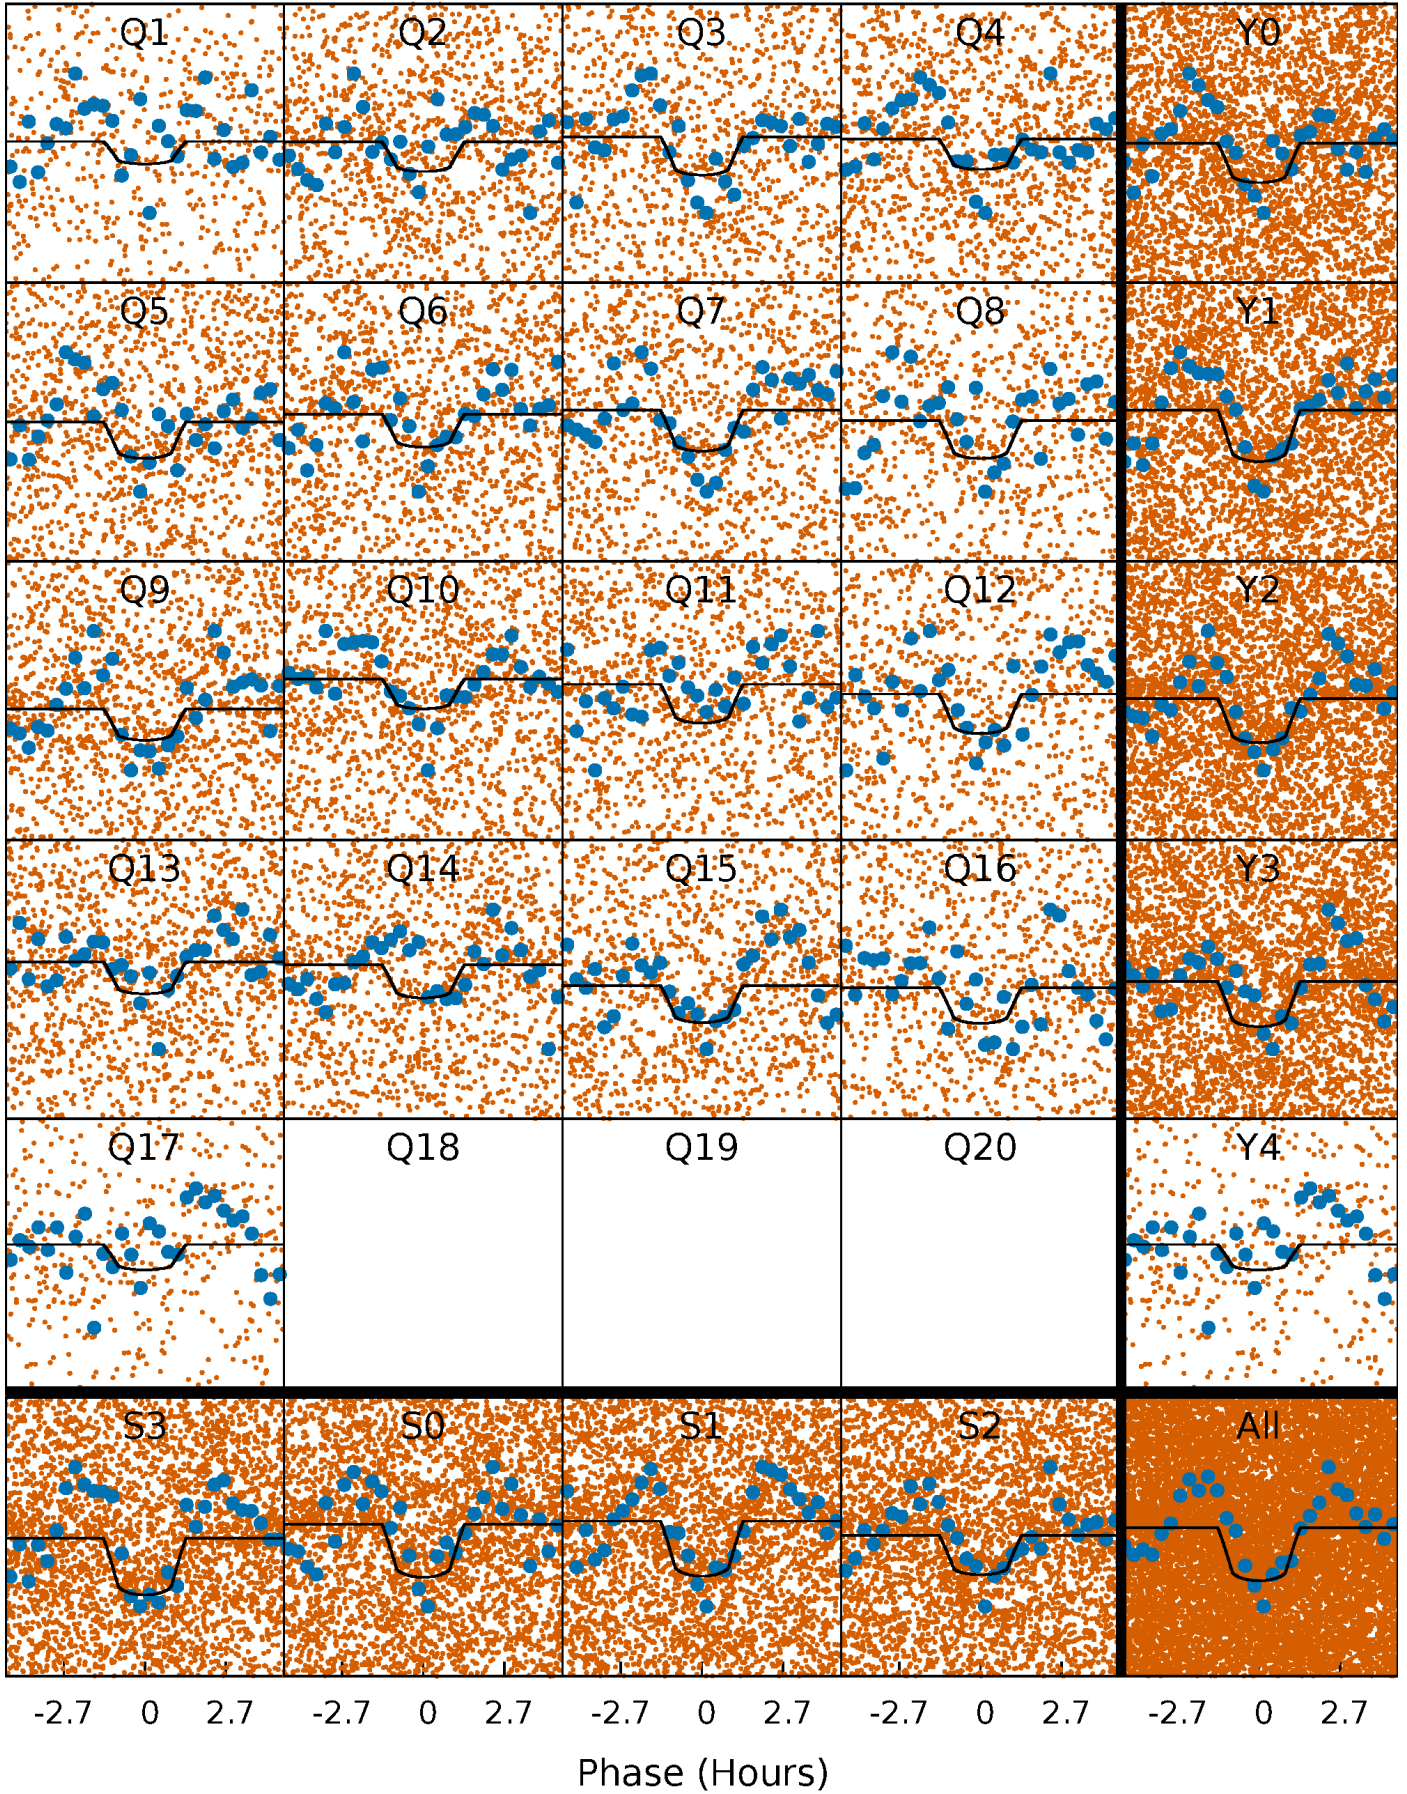 Q1 Q2 Q3 Q4 Y0
Q5 Q6 Q7 Q8 Y1
Q9 Q10 Q11 Q12 Y2
Q13 Q14 Q15 Q16 Y3
Q17 Q18 Q19 Q20 Y4
S3 S0 S1 S2 All
-2.7 0 2.7 -2.7 0 2.7 -2.7 0 2.7 -2.7 0 2.7 -2.7 0 2.7
Phase (Hours)